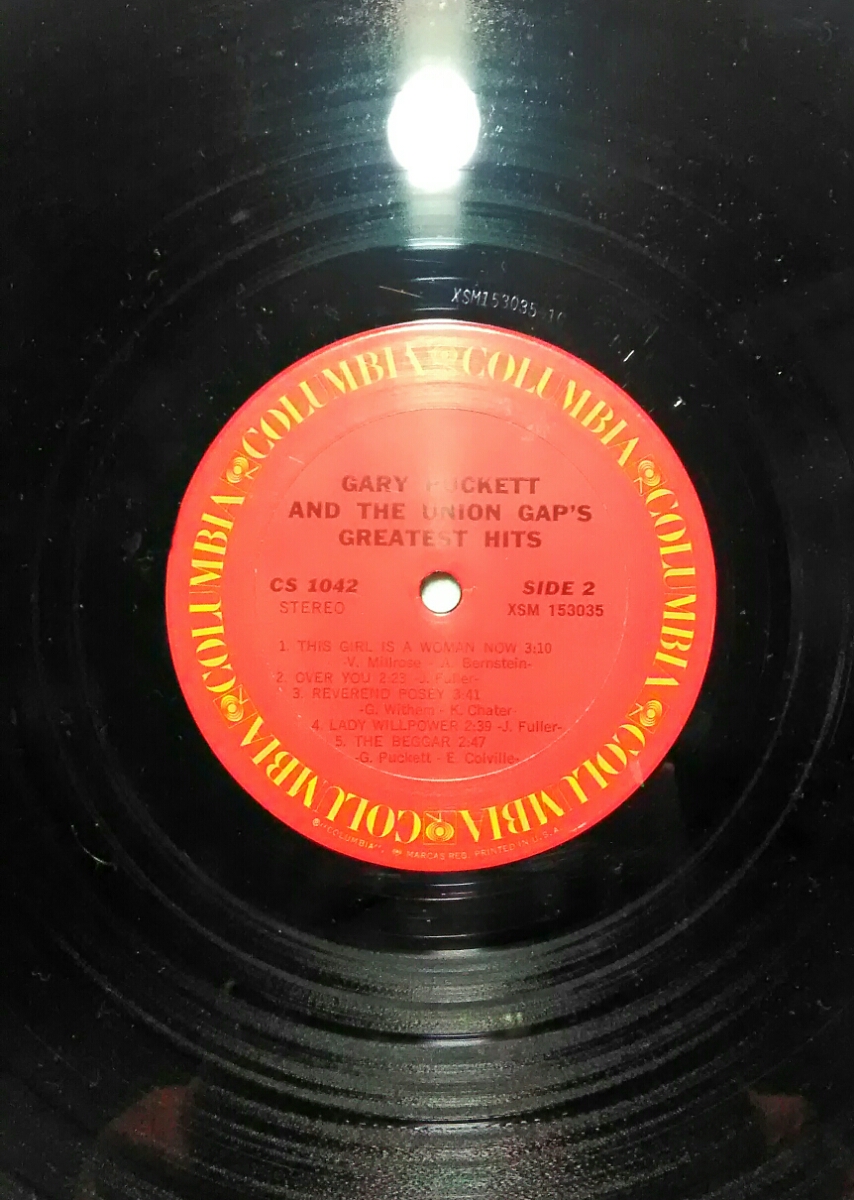 XSM153035
COLUMBIA COLUMBIA COLUMBIA COLUMBIA COLUMBIA COLUMBIA
GARY PUCKETT
AND THE UNION GAP'S
GREATEST HITS
CS 1042 SIDE 2
STEREO XSM 153035
1. THIS GIRL IS A WOMAN NOW 3:10
-V. Millrose - A. Bernstein-
2. OVER YOU 2:23 -J. Fuller-
3. REVEREND POSEY 3:41
-G. Withem - K. Chater-
4. LADY WILLPOWER 2:39 -J. Fuller-
5. THE BEGGAR 2:47
-G. Puckett - E. Colville-
® "COLUMBIA", MARCAS REG. PRINTED IN U.S.A.